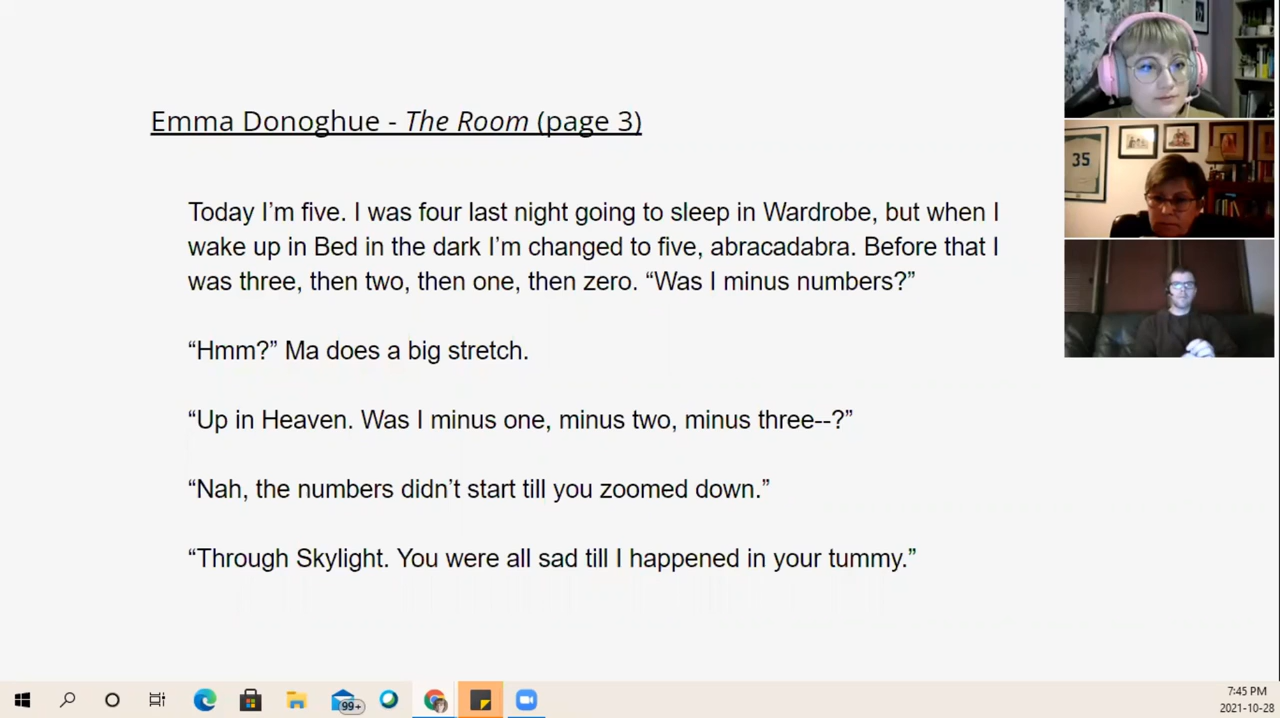 Emma Donoghue - The Room (page 3)
Today I’m five. I was four last night going to sleep in Wardrobe, but when I
wake up in Bed in the dark I’m changed to five, abracadabra. Before that I
was three, then two, then one, then zero. “Was I minus numbers?”
“Hmm?” Ma does a big stretch.
“Up in Heaven. Was I minus one, minus two, minus three--?”
“Nah, the numbers didn’t start till you zoomed down.”
“Through Skylight. You were all sad till I happened in your tummy.”
35
99+
7:45 PM
2021-10-28